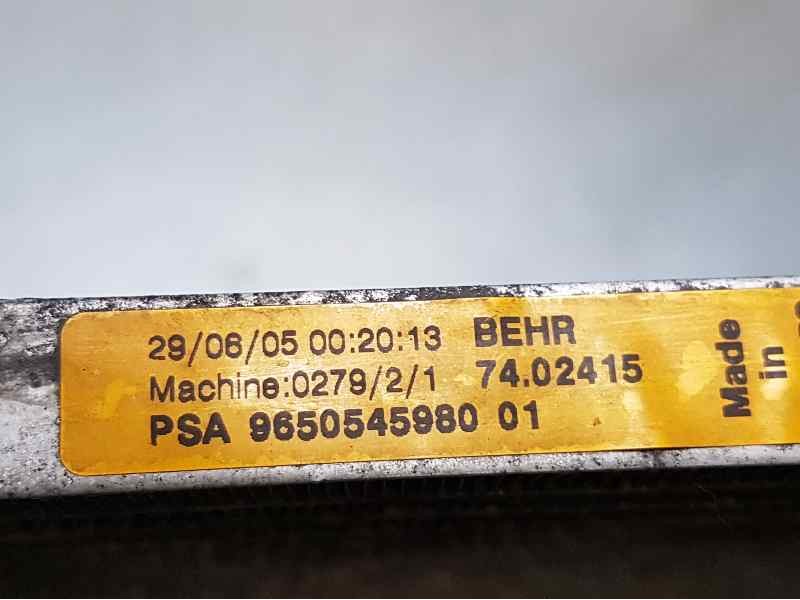 29/06/05 00:20:13 BEHR
Machine:0279/2/1 74.02415
PSA 9650545980 01
Made
in